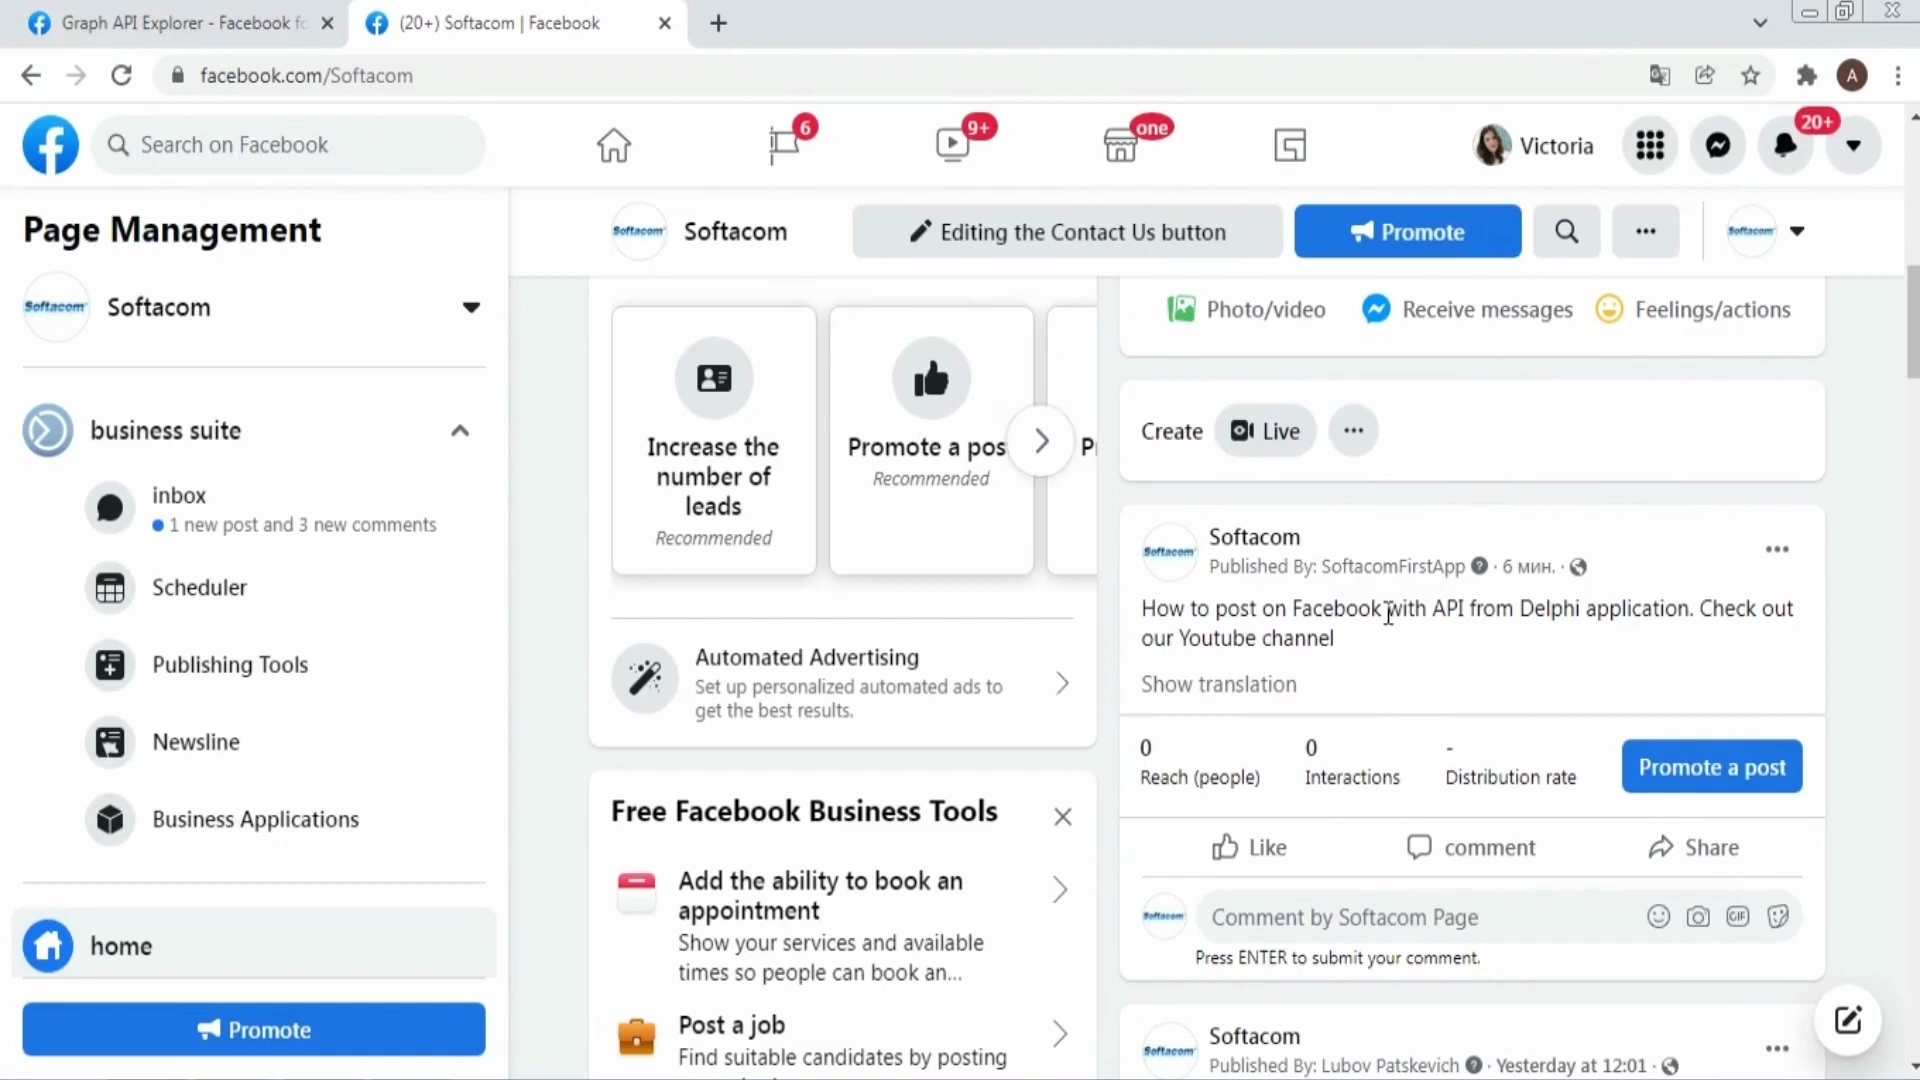 Graph API Explorer - Facebook fo
(20+) Softacom | Facebook
facebook.com/Softacom
A
Search on Facebook
6
9+
one
Victoria
20+
Page Management
Softacom
Editing the Contact Us button
Promote
Softacom
Softacom
Softacom
Softacom
business suite
inbox
1 new post and 3 new comments
Scheduler
Publishing Tools
Newsline
Business Applications
home
Promote
Increase the
number of
leads
Recommended
Promote a pos
Recommended
Automated Advertising
Set up personalized automated ads to
get the best results.
Free Facebook Business Tools
Add the ability to book an
appointment
Show your services and available
times so people can book an...
Post a job
Find suitable candidates by posting
Photo/video
Receive messages
Feelings/actions
Create
Live
Softacom
Softacom
Published By: SoftacomFirstApp · 6 мин. ·
How to post on Facebook with API from Delphi application. Check out
our Youtube channel
Show translation
0
Reach (people)
0
Interactions
-
Distribution rate
Promote a post
Like
comment
Share
Softacom
Comment by Softacom Page
GIF
Press ENTER to submit your comment.
Softacom
Softacom
Published By: Lubov Patskevich · Yesterday at 12:01 ·